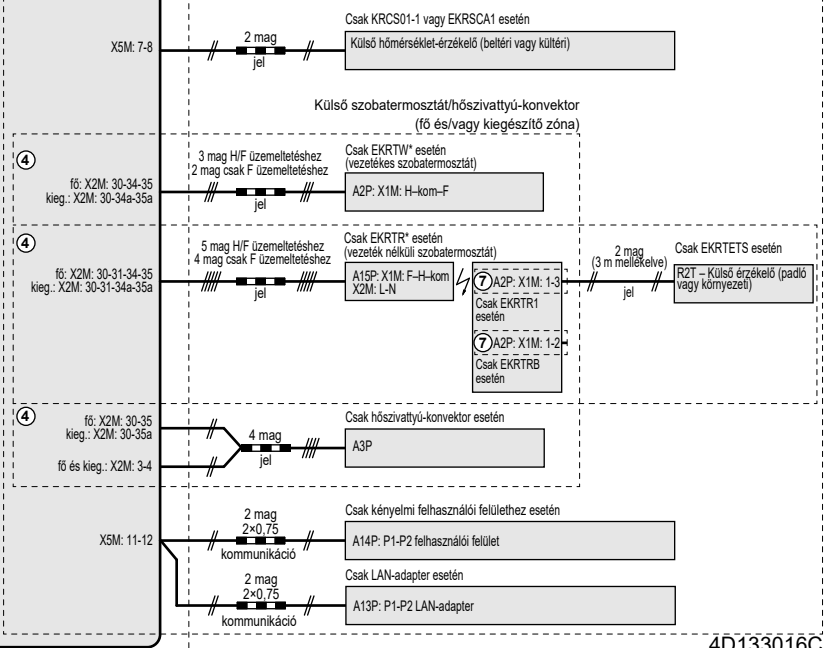 Csak KRCS01-1 vagy EKRSCA1 esetén
X5M: 7-8
2 mag
jel
Külső hőmérséklet-érzékelő (beltéri vagy kültéri)
Külső szobatermosztát/hőszivattyú-konvektor
(fő és/vagy kiegészítő zóna)
4
fő: X2M: 30-34-35
kieg.: X2M: 30-34a-35a
3 mag H/F üzemeltetéshez
2 mag csak F üzemeltetéshez
jel
Csak EKRTW* esetén
(vezetékes szobatermosztát)
A2P: X1M: H–kom–F
4
fő: X2M: 30-31-34-35
kieg.: X2M: 30-31-34a-35a
5 mag H/F üzemeltetéshez
4 mag csak F üzemeltetéshez
jel
Csak EKRTR* esetén
(vezeték nélküli szobatermosztát)
A15P: X1M: F–H–kom
X2M: L-N
7 A2P: X1M: 1-3
Csak EKRTR1
esetén
7 A2P: X1M: 1-2
Csak EKRTRB
esetén
2 mag
(3 m mellékelve)
jel
Csak EKRTETS esetén
R2T – Külső érzékelő (padló
vagy környezeti)
4
fő: X2M: 30-35
kieg.: X2M: 30-35a
fő és kieg.: X2M: 3-4
4 mag
jel
Csak hőszivattyú-konvektor esetén
A3P
X5M: 11-12
2 mag
2×0,75
kommunikáció
Csak kényelmi felhasználói felülethez esetén
A14P: P1-P2 felhasználói felület
2 mag
2×0,75
kommunikáció
Csak LAN-adapter esetén
A13P: P1-P2 LAN-adapter
4D133016C